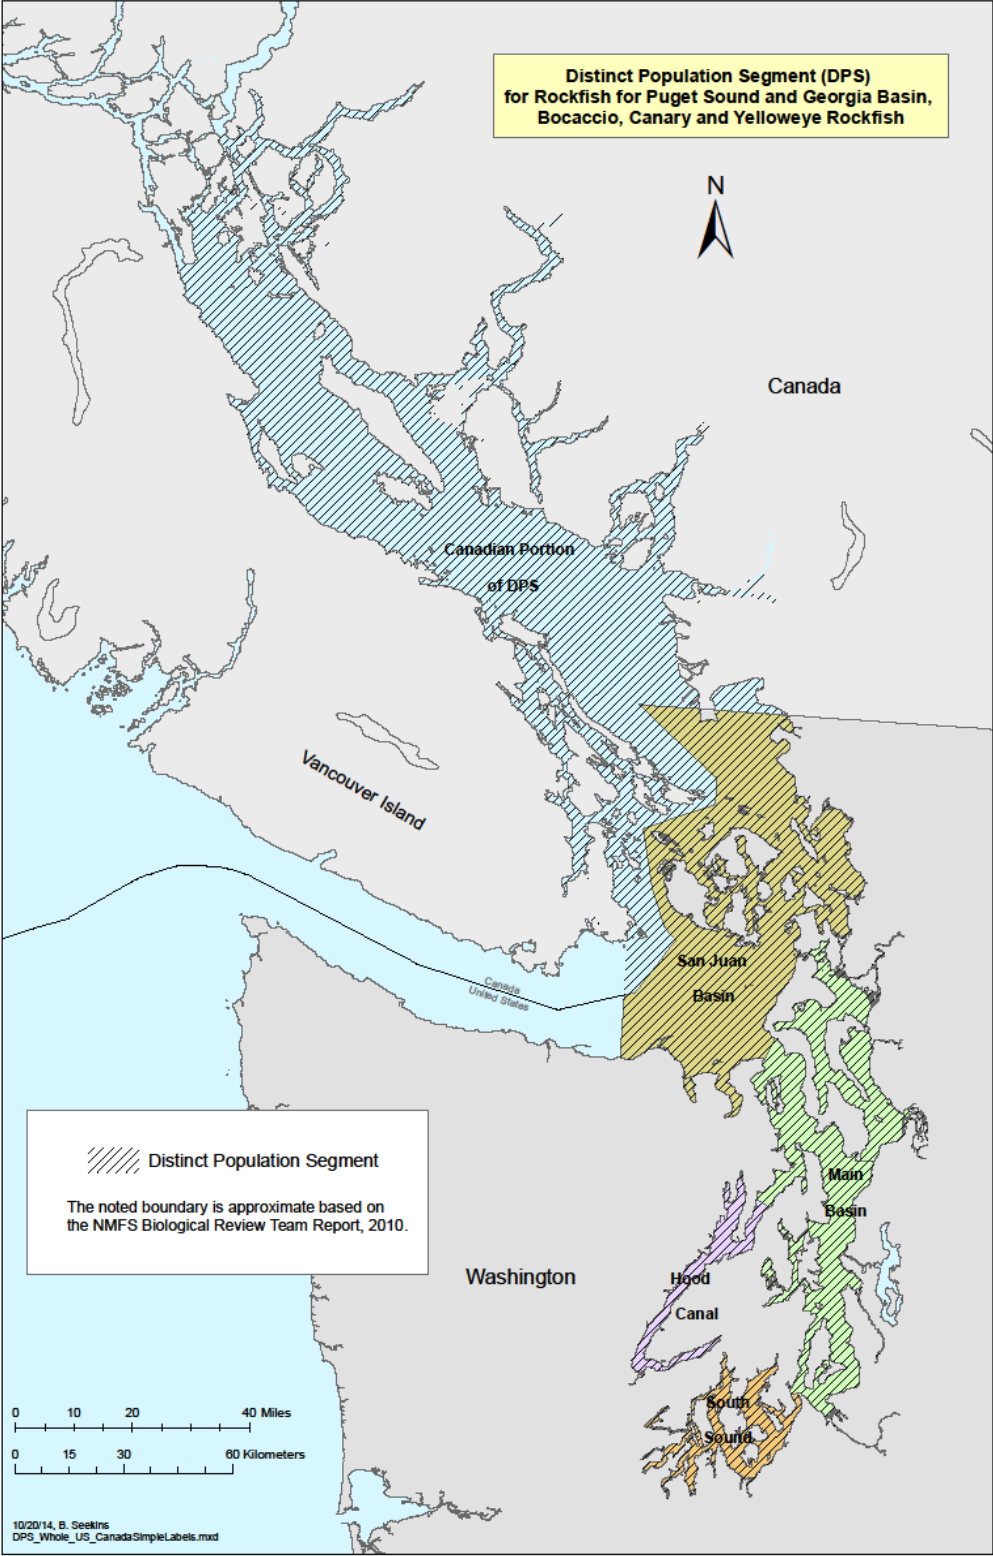 Distinct Population Segment (DPS)
for Rockfish for Puget Sound and Georgia Basin,
Bocaccio, Canary and Yelloweye Rockfish
N
Canada
Canadian Portion
of DPS
Vancouver Island
San Juan
Basin
Canada
United States
Distinct Population Segment
The noted boundary is approximate based on
the NMFS Biological Review Team Report, 2010.
Main
Basin
Washington
Hood
Canal
South
Sound
0 10 20 40 Miles
0 15 30 60 Kilometers
10/20/14, B. Seekins
DPS_Whole_US_CanadaSimpleLabels.mxd